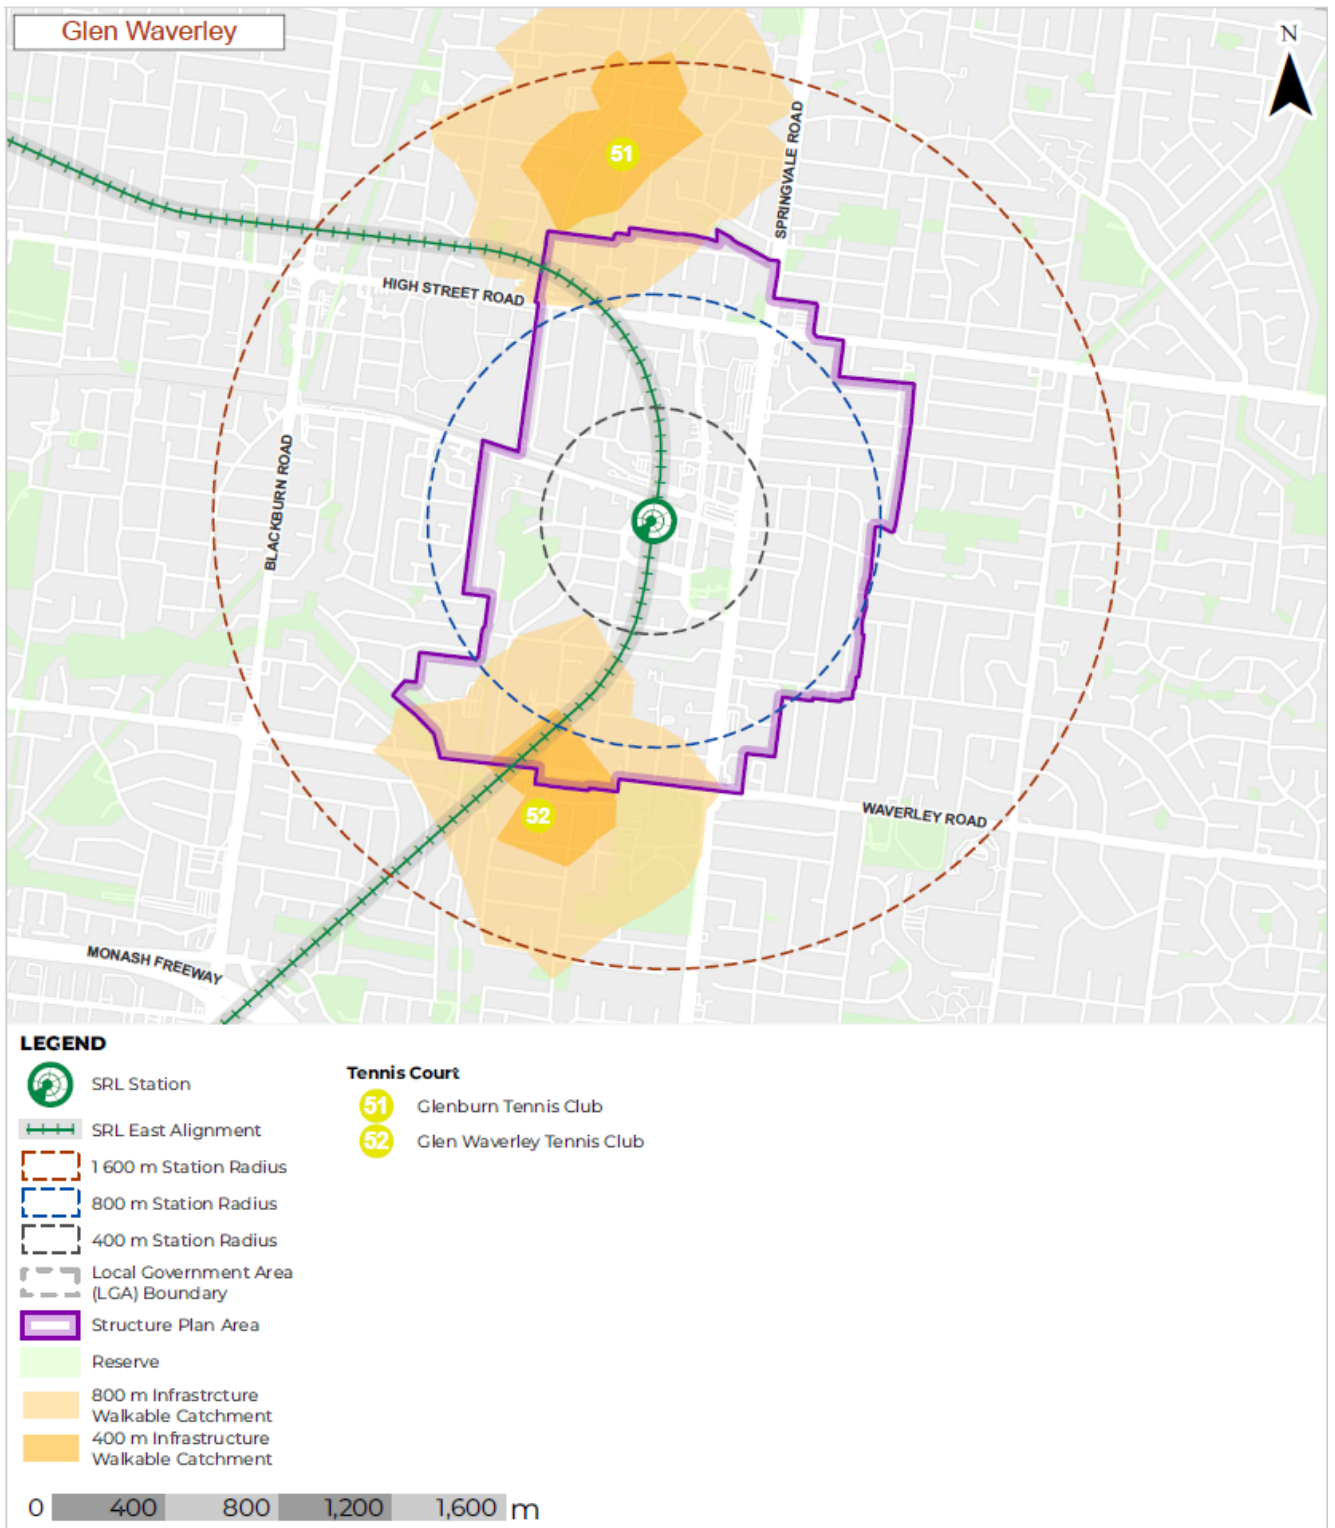 Glen Waverley
N
51
SPRINGVALE ROAD
HIGH STREET ROAD
BLACKBURN ROAD
52
WAVERLEY ROAD
MONASH FREEWAY
LEGEND
SRL Station
SRL East Alignment
1 600 m Station Radius
800 m Station Radius
400 m Station Radius
Local Government Area
(LGA) Boundary
Structure Plan Area
Reserve
800 m Infrastrcture
Walkable Catchment
400 m Infrastructure
Walkable Catchment
Tennis Court
51 Glenburn Tennis Club
52 Glen Waverley Tennis Club
0 400 800 1,200 1,600 m